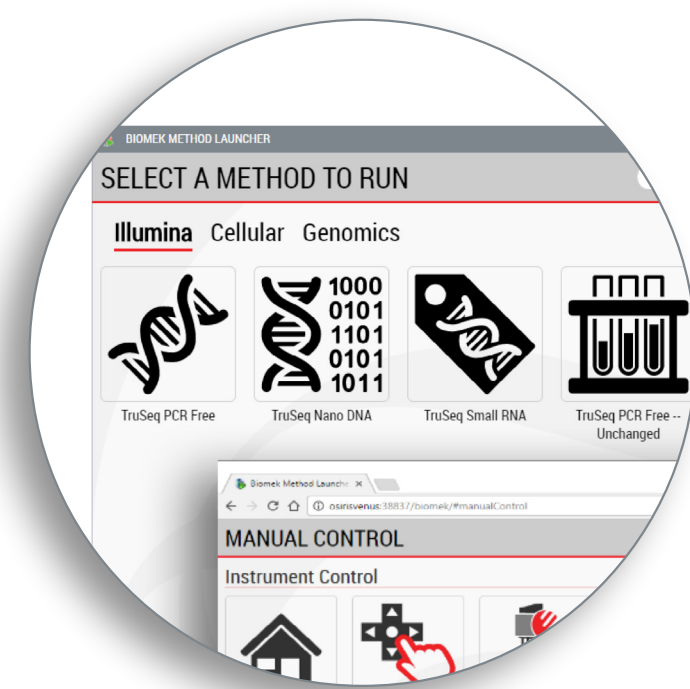 BIOMEK METHOD LAUNCHER
SELECT A METHOD TO RUN
Illumina Cellular Genomics
1000
0101
1101
0101
1011
TruSeq PCR Free TruSeq Nano DNA TruSeq Small RNA TruSeq PCR Free --
Unchanged
Biomek Method Launche
osirisvenus:38837/biomek/#manualControl
MANUAL CONTROL
Instrument Control